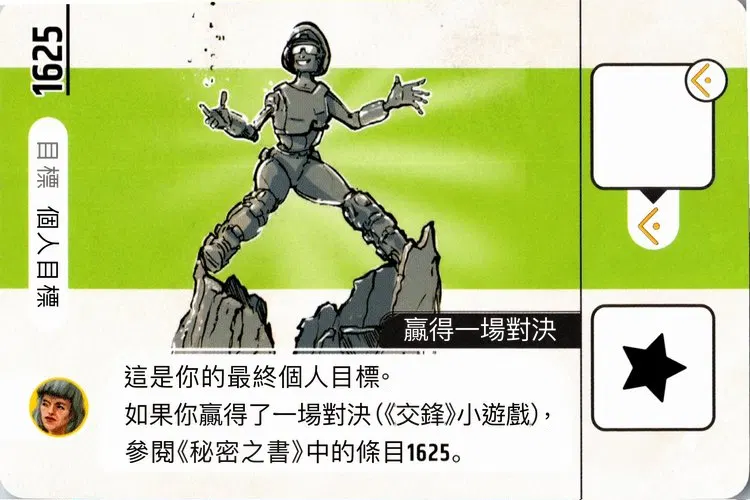 1625
目標 個人目標
贏得一場對決
這是你的最終個人目標。
如果你贏得了一場對決(《交鋒》小遊戲),
參閱《秘密之書》中的條目1625。